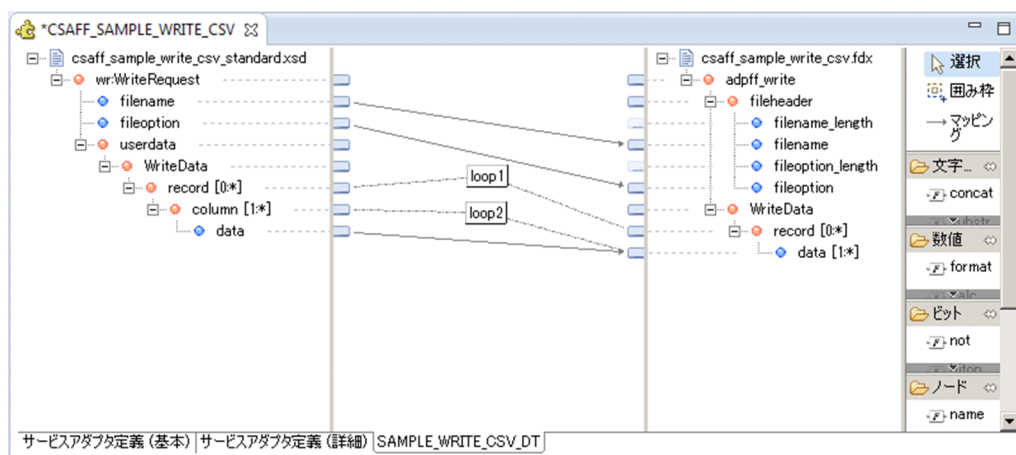 *CSAFF_SAMPLE_WRITE_CSV
csaff_sample_write_csv_standard.xsd
wr:WriteRequest
filename
fileoption
userdata
WriteData
record [0:*]
column [1:*]
data
loop1
loop2
csaff_sample_write_csv.fdx
adpff_write
fileheader
filename_length
filename
fileoption_length
fileoption
WriteData
record [0:*]
data [1:*]
選択
囲み枠
マッピン
グ
文字...
concat
数値
format
ビット
not
ノード
name
サービスアダプタ定義 (基本)
サービスアダプタ定義 (詳細)
SAMPLE_WRITE_CSV_DT